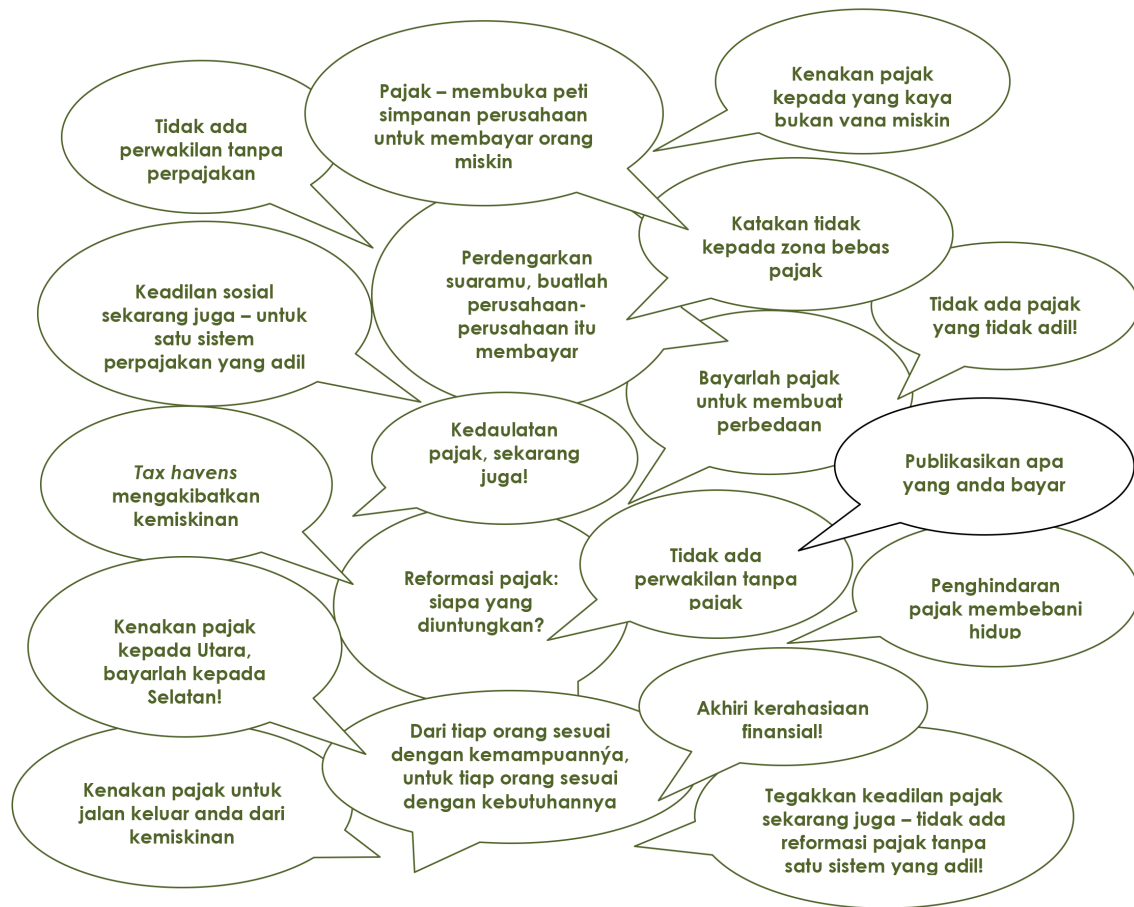 Tidak ada
perwakilan tanpa
perpajakan
Pajak – membuka peti
simpanan perusahaan
untuk membayar orang
miskin
Kenakan pajak
kepada yang kaya
bukan yang miskin
Keadilan sosial
sekarang juga – untuk
satu sistem
perpajakan yang adil
Perdengarkan
suaramu, buatlah
perusahaan-
perusahaan itu
membayar
Katakan tidak
kepada zona bebas
pajak
Tidak ada pajak
yang tidak adil!
Bayarlah pajak
untuk membuat
perbedaan
Kedaulatan
pajak, sekarang
juga!
Tax havens
mengakibatkan
kemiskinan
Publikasikan apa
yang anda bayar
Reformasi pajak:
siapa yang
diuntungkan?
Tidak ada
perwakilan tanpa
pajak
Penghindaran
pajak membebani
hidup
Kenakan pajak
kepada Utara,
bayarlah kepada
Selatan!
Dari tiap orang sesuai
dengan kemampuannya,
untuk tiap orang sesuai
dengan kebutuhannya
Akhiri kerahasiaan
finansial!
Kenakan pajak untuk
jalan keluar anda dari
kemiskinan
Tegakkan keadilan pajak
sekarang juga – tidak ada
reformasi pajak tanpa
satu sistem yang adil!